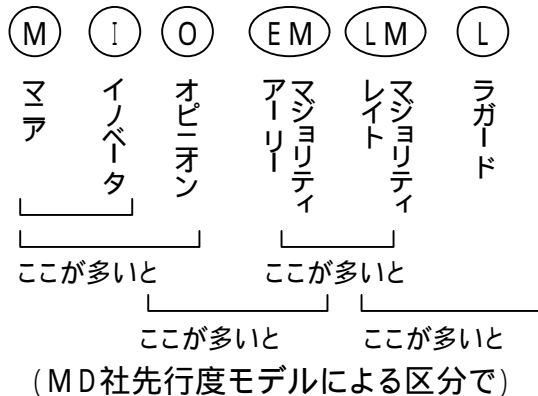 M I O EM LM L
マニア
イノベータ
オピニオン
アーリー
マジョリティ
レイト
マジョリティ
ラガード
ここが多いと ここが多いと
ここが多いと ここが多いと
(MD社先行度モデルによる区分で)